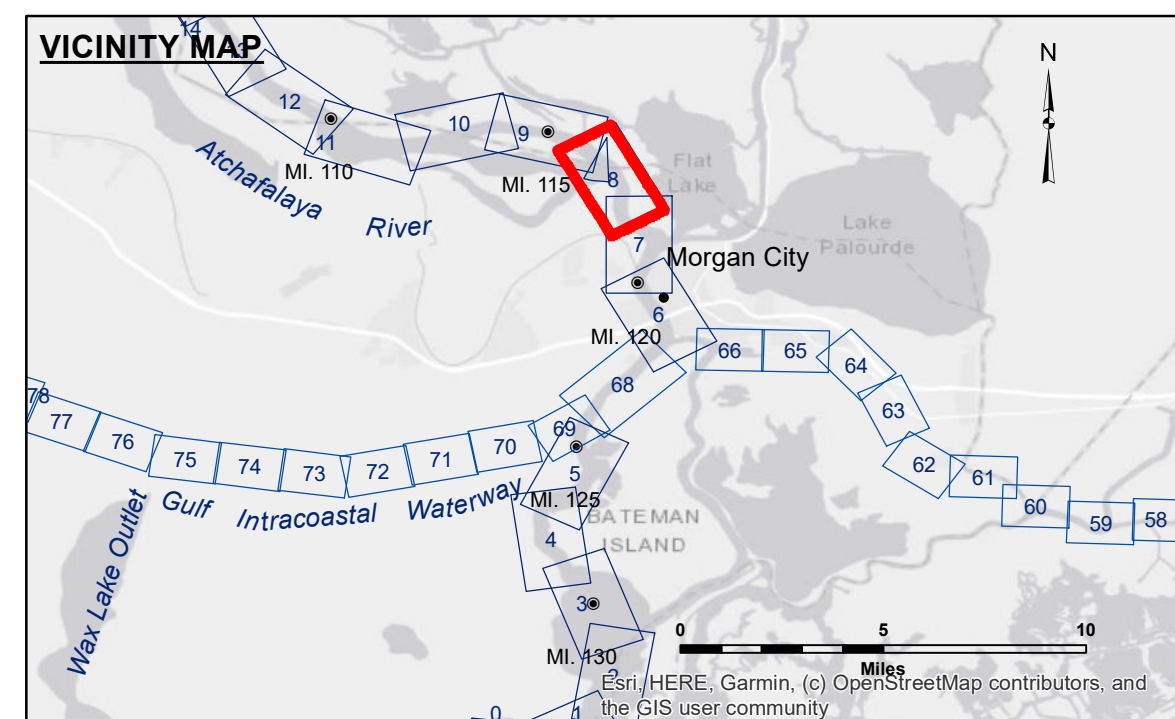 VICINITY MAP
N
14
13
12
11
10
9
8
7
6
MI. 110
MI. 115
Atchafalaya
River
Flat
Lake
Lake
Palourde
Morgan City
MI. 120
66
65
64
63
62
61
60
59
58
68
69
70
71
72
73
74
75
76
77
78
5
MI. 125
Gulf
Intracoastal
Waterway
Wax Lake Outlet
BATEMAN
ISLAND
4
3
MI. 130
2
1
0
0
5
10
Miles
Esri, HERE, Garmin, (c) OpenStreetMap contributors, and
the GIS user community